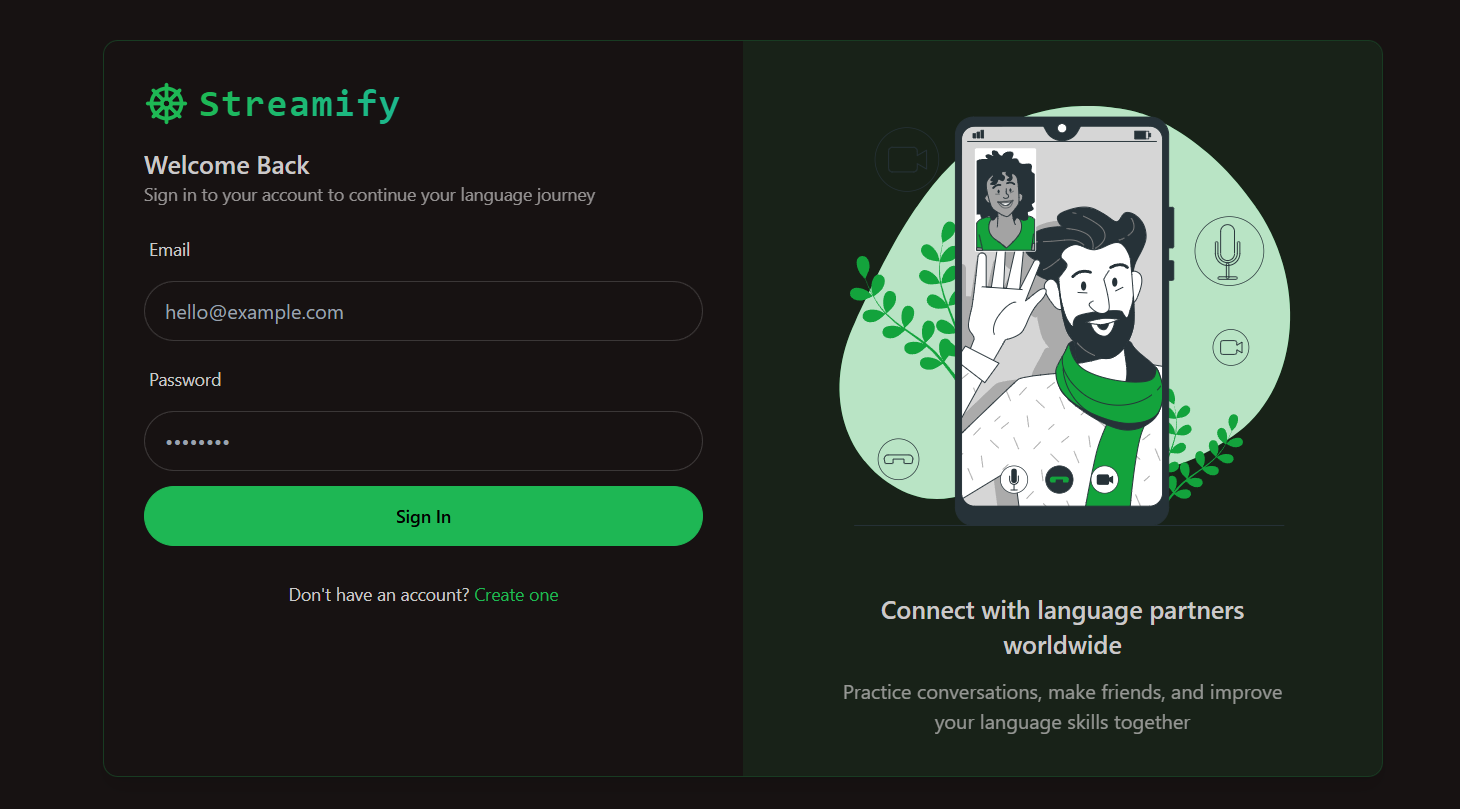 Streamify
Welcome Back
Sign in to your account to continue your language journey
Email
hello@example.com
Password
••••••••
Sign In
Don't have an account? Create one
Connect with language partners
worldwide
Practice conversations, make friends, and improve
your language skills together